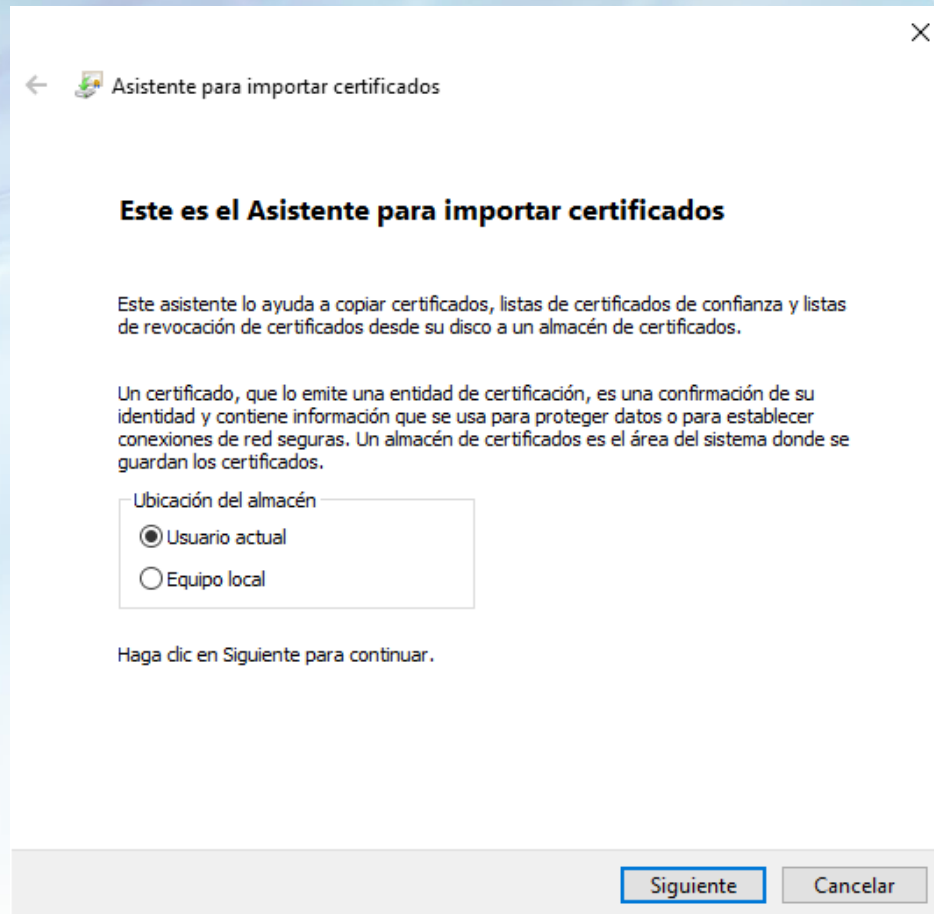 Asistente para importar certificados
Este es el Asistente para importar certificados
Este asistente lo ayuda a copiar certificados, listas de certificados de confianza y listas
de revocación de certificados desde su disco a un almacén de certificados.
Un certificado, que lo emite una entidad de certificación, es una confirmación de su
identidad y contiene información que se usa para proteger datos o para establecer
conexiones de red seguras. Un almacén de certificados es el área del sistema donde se
guardan los certificados.
Ubicación del almacén
Usuario actual
Equipo local
Haga clic en Siguiente para continuar.
Siguiente
Cancelar